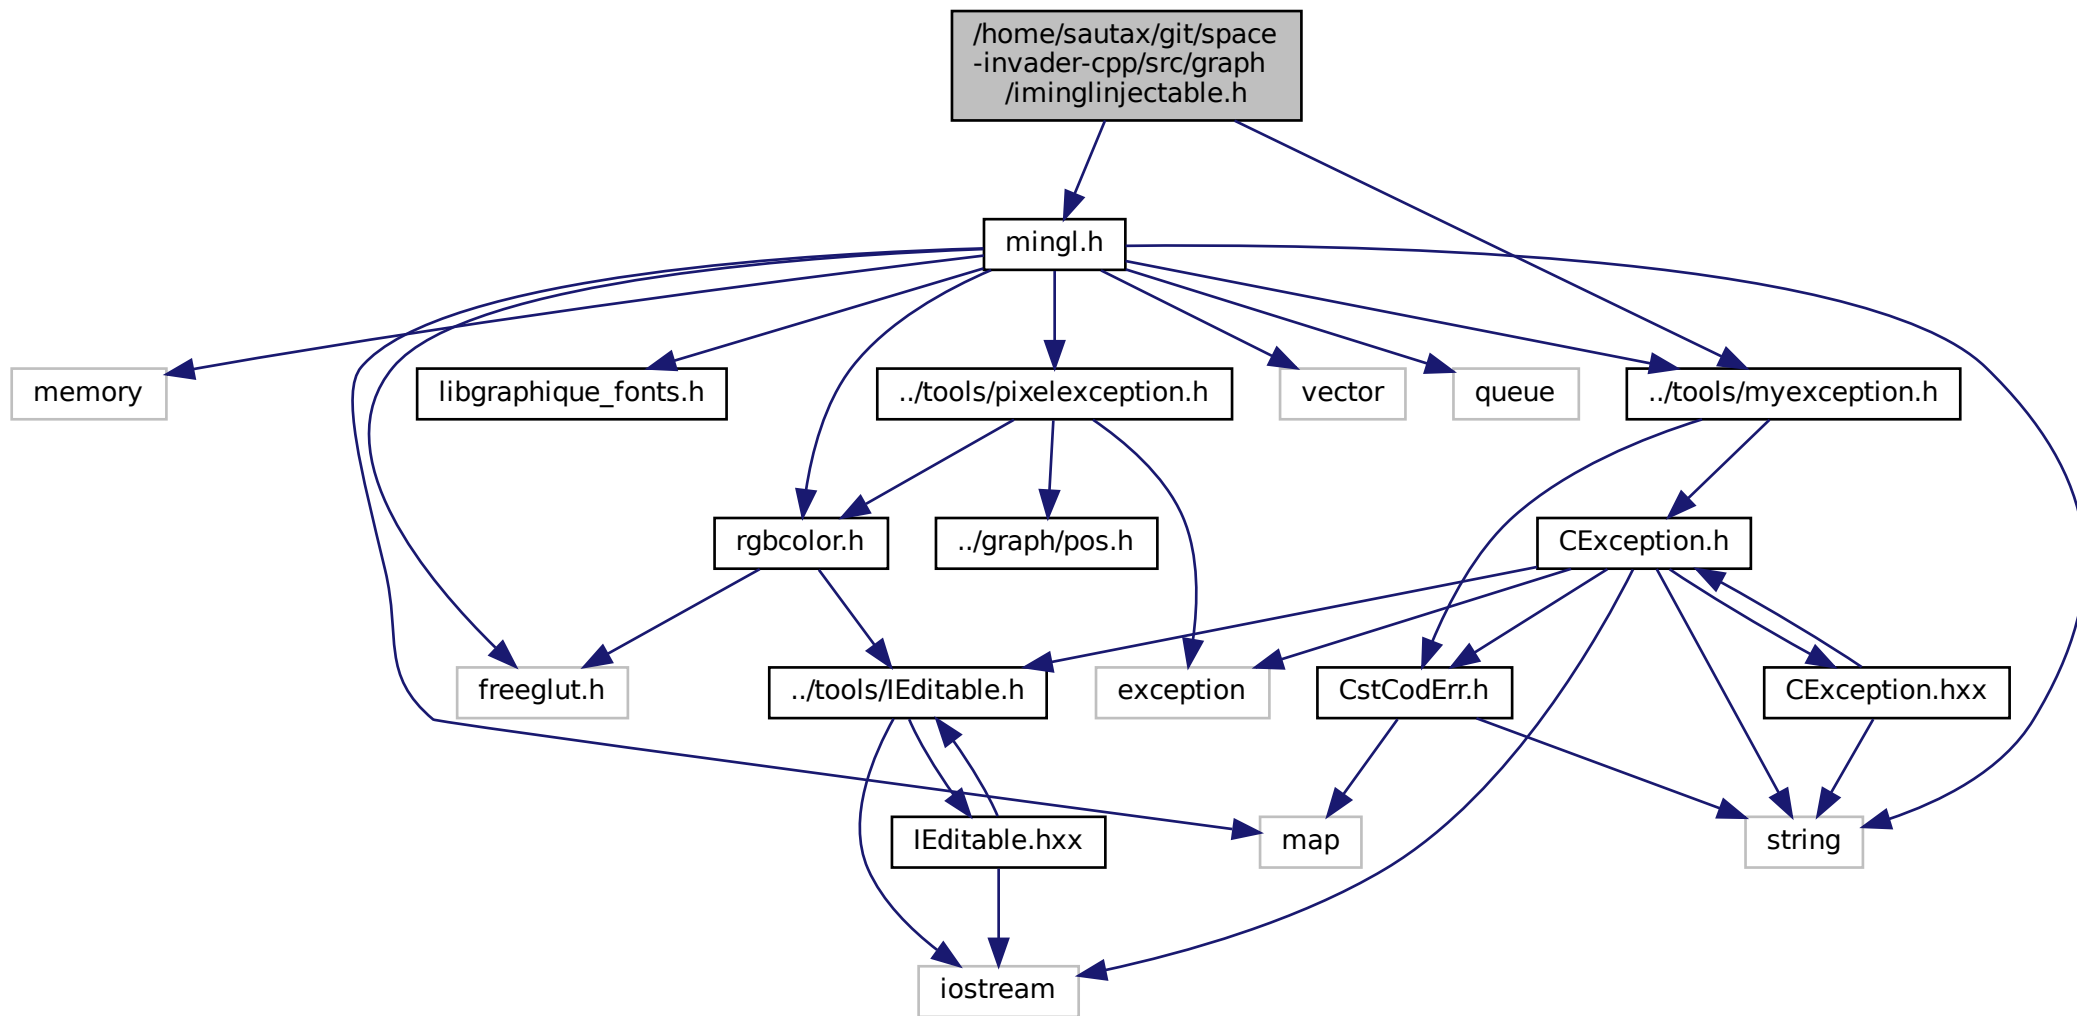 /home/sautax/git/space
-invader-cpp/src/graph
/iminglinjectable.h
mingl.h
memory
libgraphique_fonts.h
../tools/pixelexception.h
vector
queue
../tools/myexception.h
rgbcolor.h
../graph/pos.h
CException.h
freeglut.h
../tools/IEditable.h
exception
CstCodErr.h
CException.hxx
IEditable.hxx
map
string
iostream